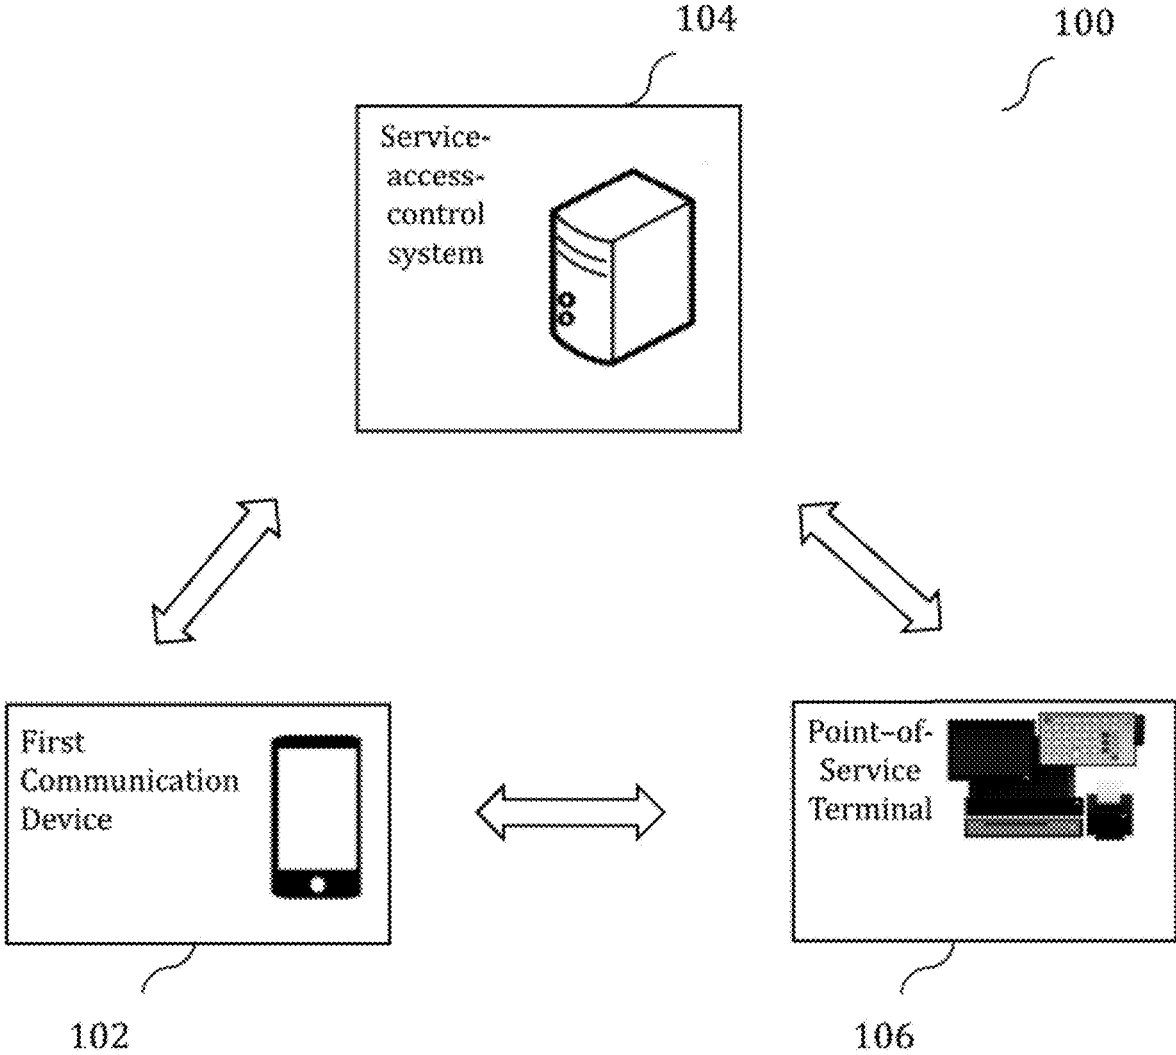 104
100
Service-
access-
control
system
First
Communication
Device
Point–of-
Service
Terminal
102
106